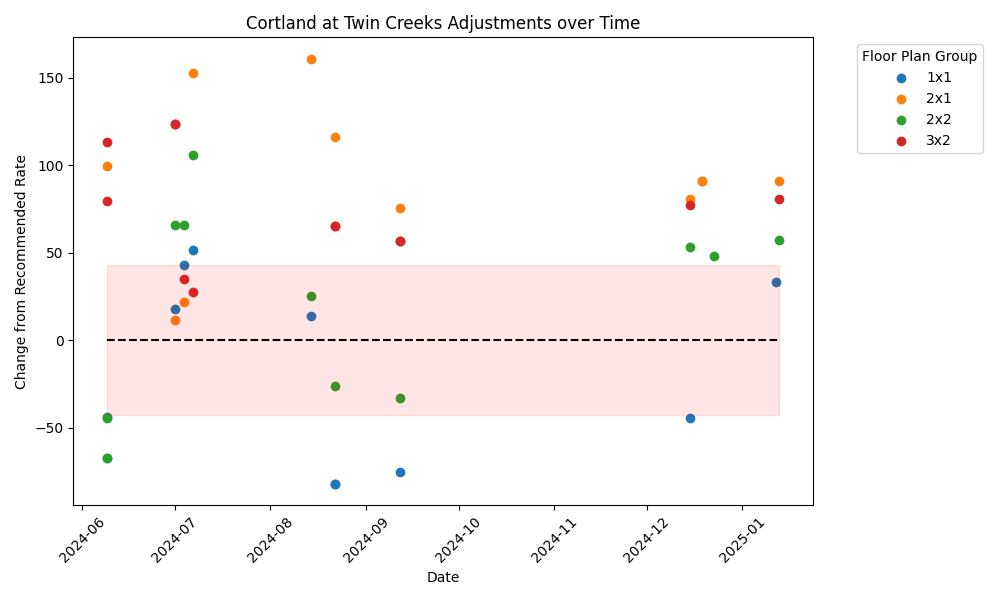 Cortland at Twin Creeks Adjustments over Time
Floor Plan Group
1x1
2x1
2x2
3x2
Change from Recommended Rate
150
100
50
0
−50
2024-06
2024-07
2024-08
2024-09
2024-10
2024-11
2024-12
2025-01
Date